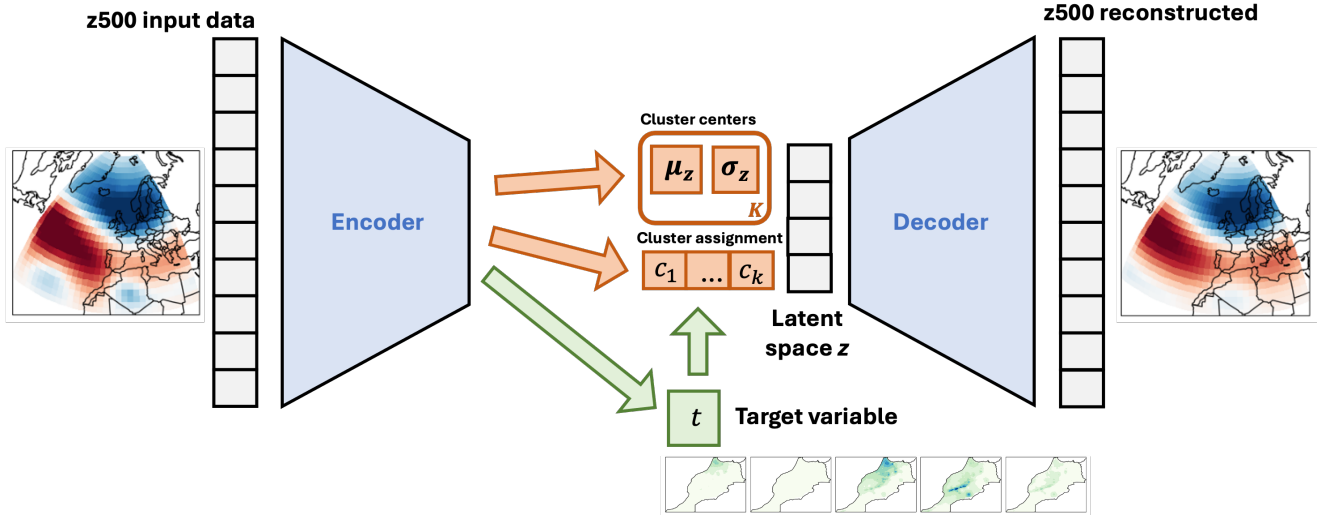 z500 input data
z500 reconstructed
Encoder
Cluster centers
μz σz
K
Cluster assignment
c1 ... ck
Latent
space z
Decoder
t
Target variable